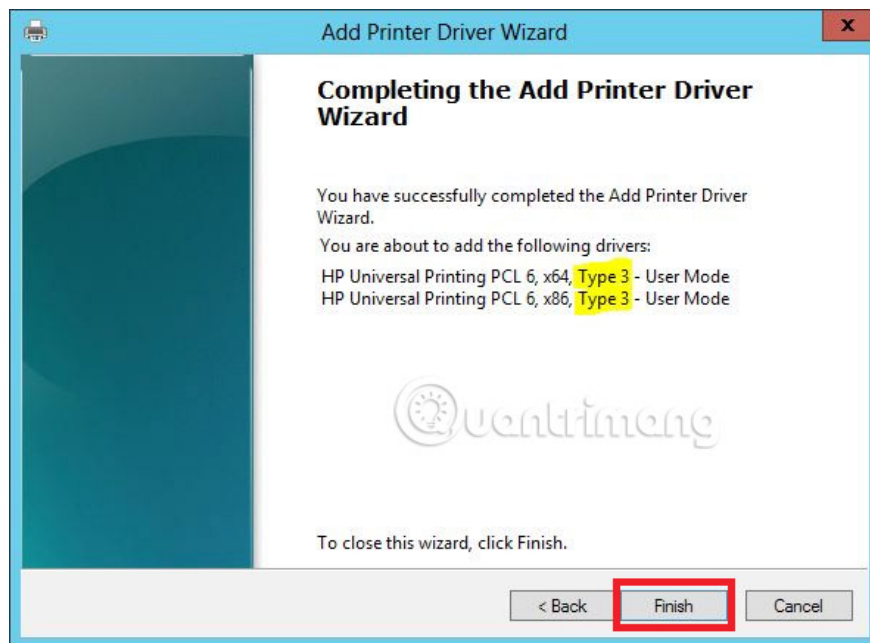 Add Printer Driver Wizard
x
Completing the Add Printer Driver
Wizard
You have successfully completed the Add Printer Driver
Wizard.
You are about to add the following drivers:
HP Universal Printing PCL 6, x64, Type 3 - User Mode
HP Universal Printing PCL 6, x86, Type 3 - User Mode
Quantrimang
To close this wizard, click Finish.
< Back Finish Cancel